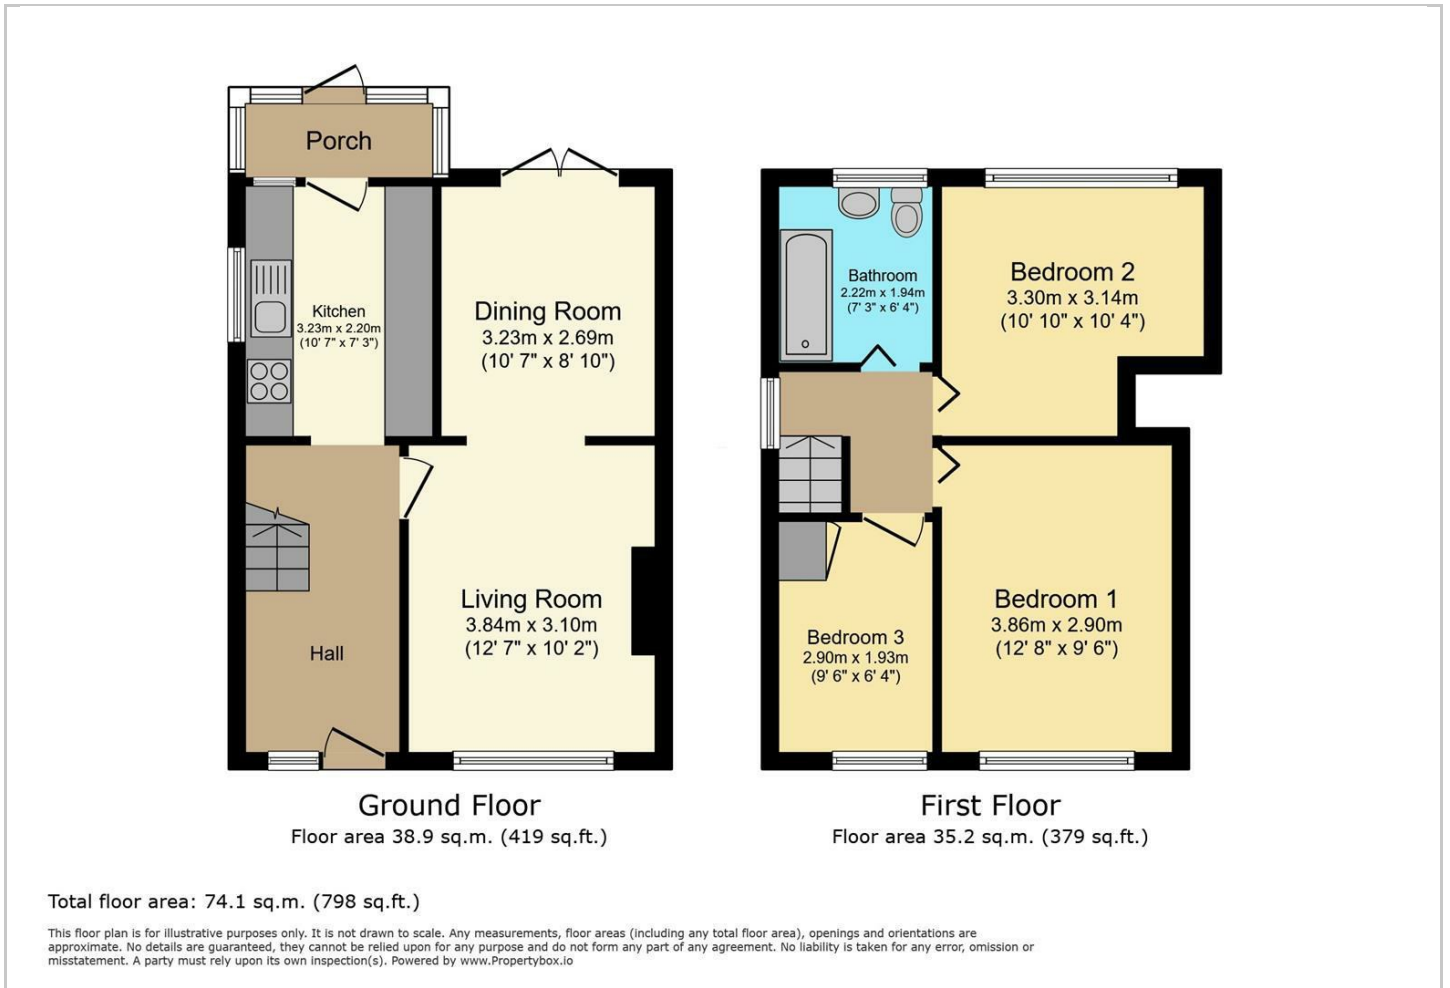 Porch
Kitchen
3.23m x 2.20m
(10' 7" x 7' 3")
Dining Room
3.23m x 2.69m
(10' 7" x 8' 10")
Hall
Living Room
3.84m x 3.10m
(12' 7" x 10' 2")
Ground Floor
Floor area 38.9 sq.m. (419 sq.ft.)
Bathroom
2.22m x 1.94m
(7' 3" x 6' 4")
Bedroom 2
3.30m x 3.14m
(10' 10" x 10' 4")
Bedroom 3
2.90m x 1.93m
(9' 6" x 6' 4")
Bedroom 1
3.86m x 2.90m
(12' 8" x 9' 6")
First Floor
Floor area 35.2 sq.m. (379 sq.ft.)
Total floor area: 74.1 sq.m. (798 sq.ft.)
This floor plan is for illustrative purposes only. It is not drawn to scale. Any measurements, floor areas (including any total floor area), openings and orientations are
approximate. No details are guaranteed, they cannot be relied upon for any purpose and do not form any part of any agreement. No liability is taken for any error, omission or
misstatement. A party must rely upon its own inspection(s). Powered by www.Propertybox.io